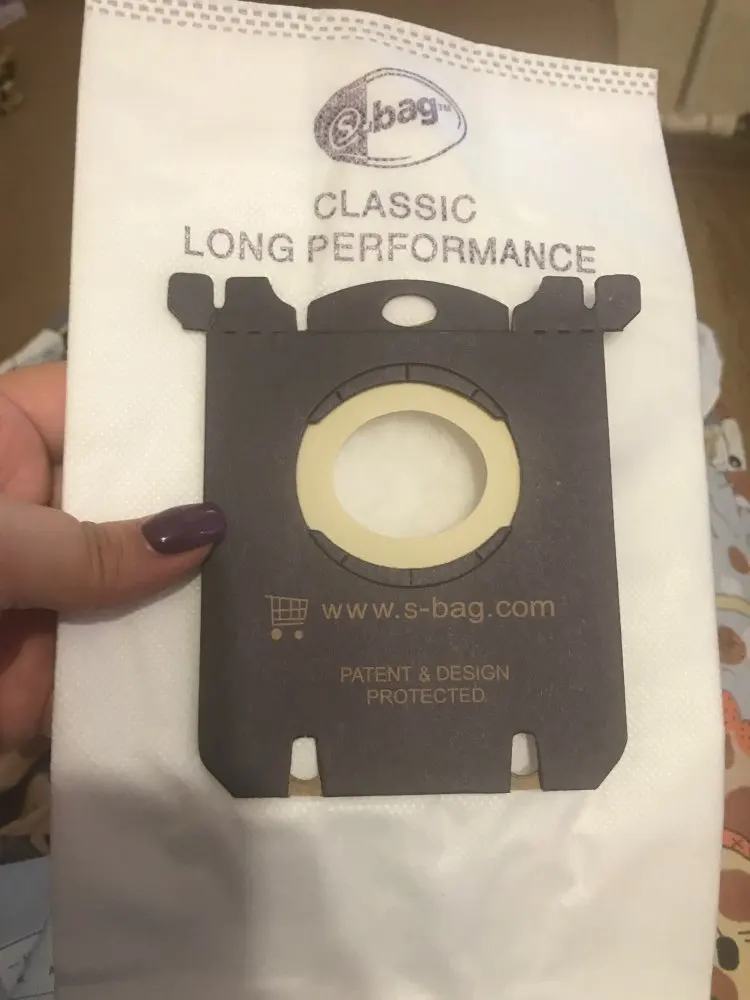 s-bag™
CLASSIC
LONG PERFORMANCE
www.s-bag.com
PATENT & DESIGN
PROTECTED